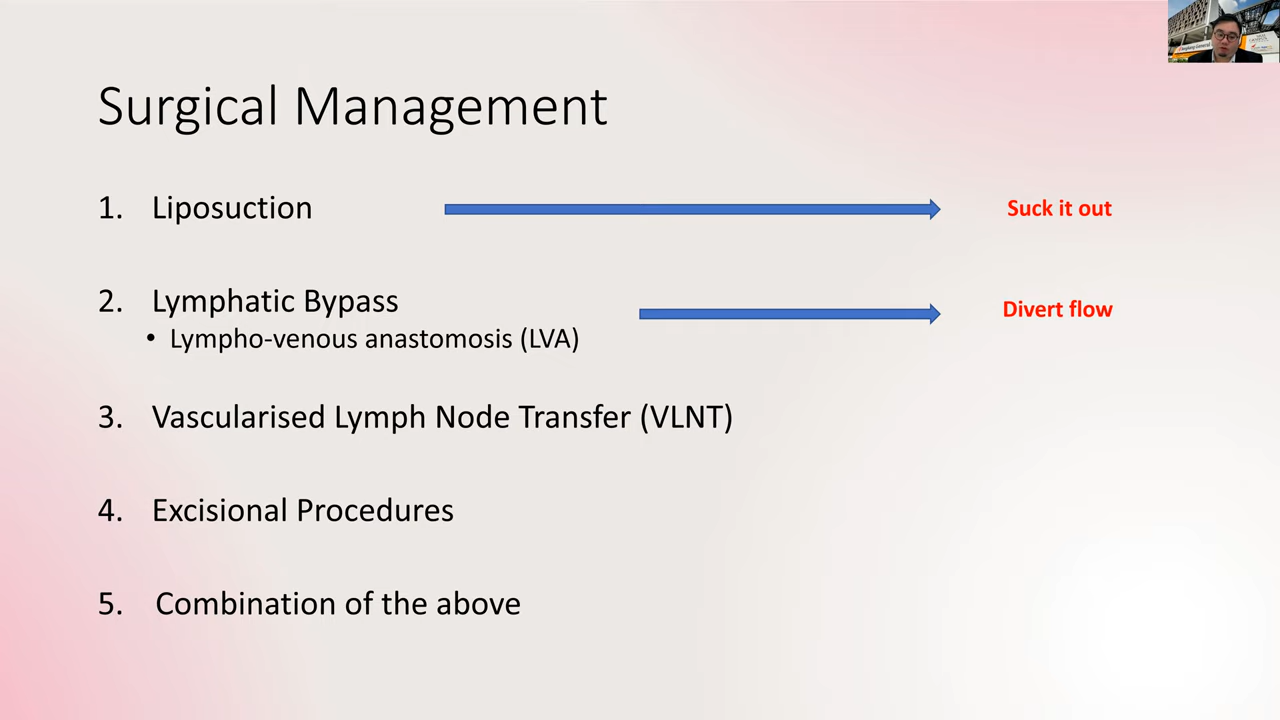 Surgical Management
1. Liposuction
Suck it out
2. Lymphatic Bypass
Divert flow
• Lympho-venous anastomosis (LVA)
3. Vascularised Lymph Node Transfer (VLNT)
4. Excisional Procedures
5. Combination of the above